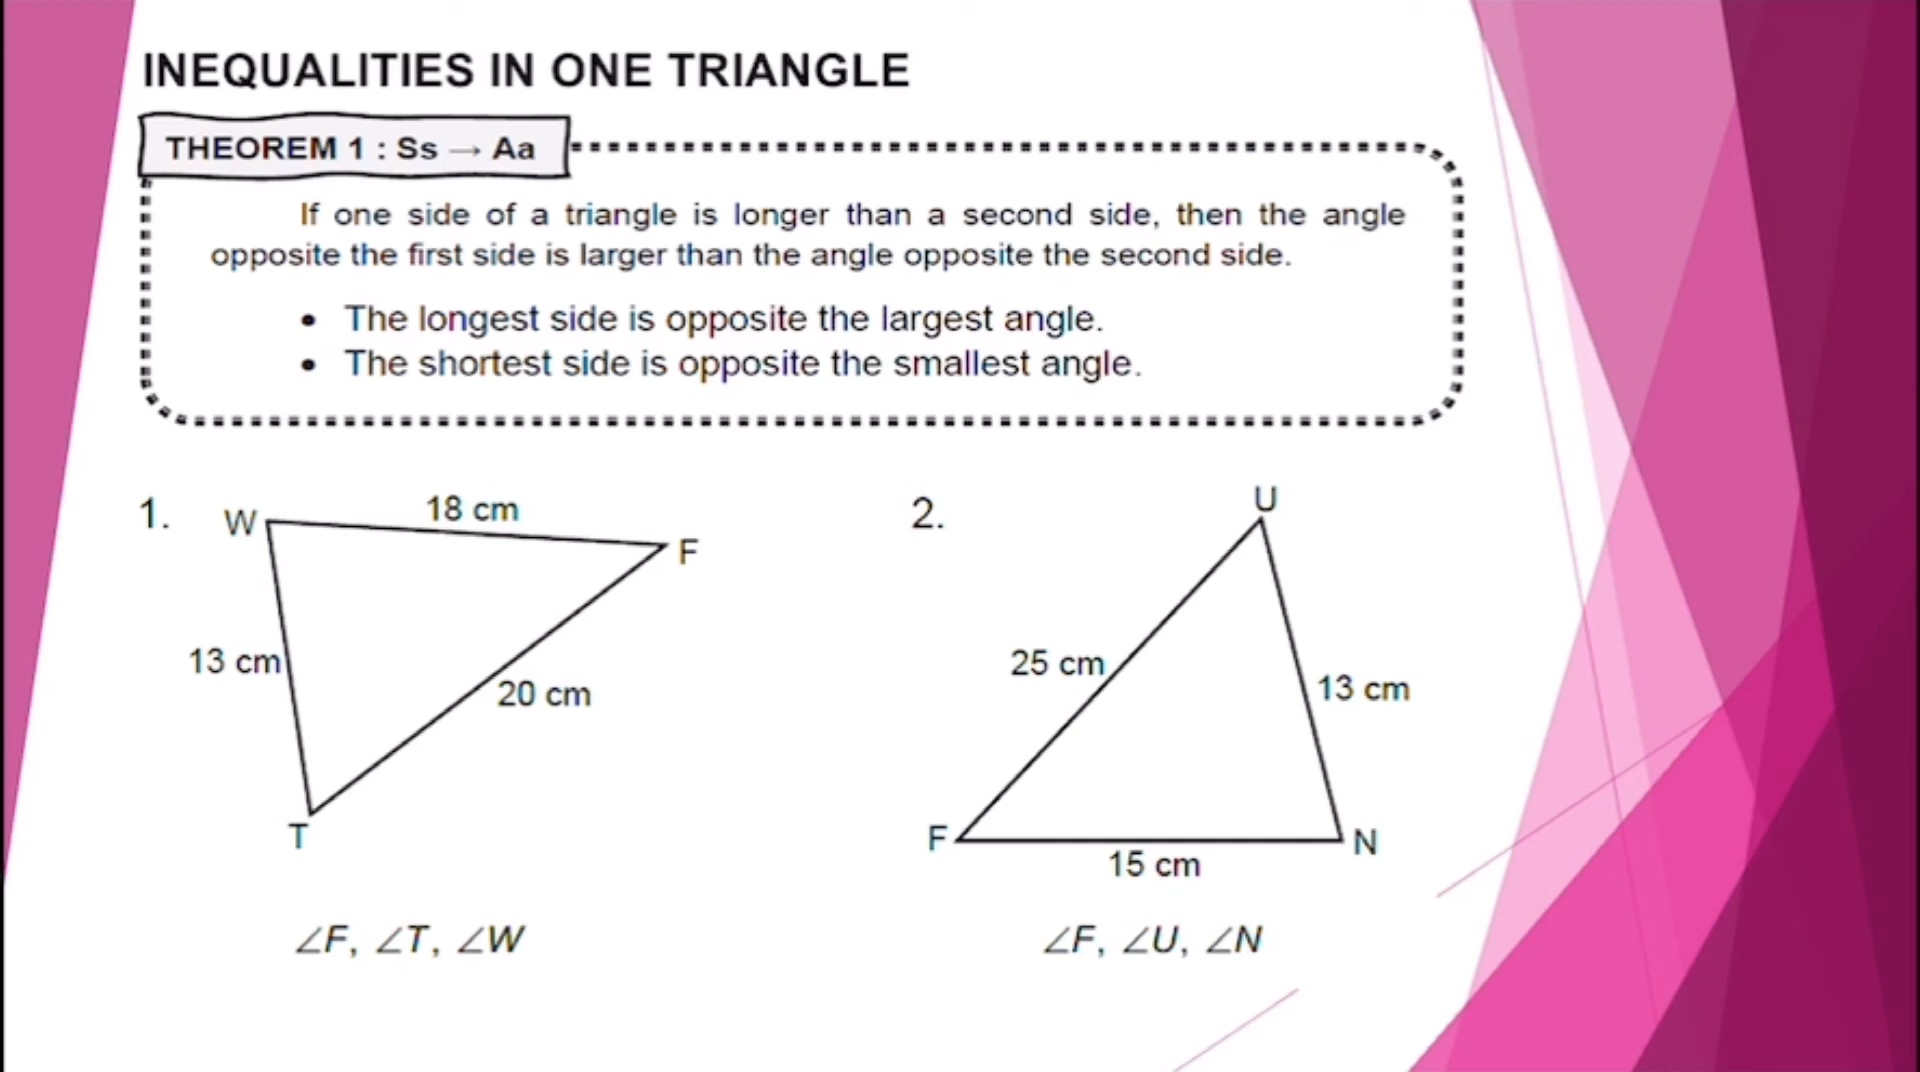 INEQUALITIES IN ONE TRIANGLE
THEOREM 1 : Ss → Aa
If one side of a triangle is longer than a second side, then the angle
opposite the first side is larger than the angle opposite the second side.
• The longest side is opposite the largest angle.
• The shortest side is opposite the smallest angle.
1.
W
18 cm
F
13 cm
20 cm
T
∠F, ∠T, ∠W
2.
U
25 cm
13 cm
F
N
15 cm
∠F, ∠U, ∠N